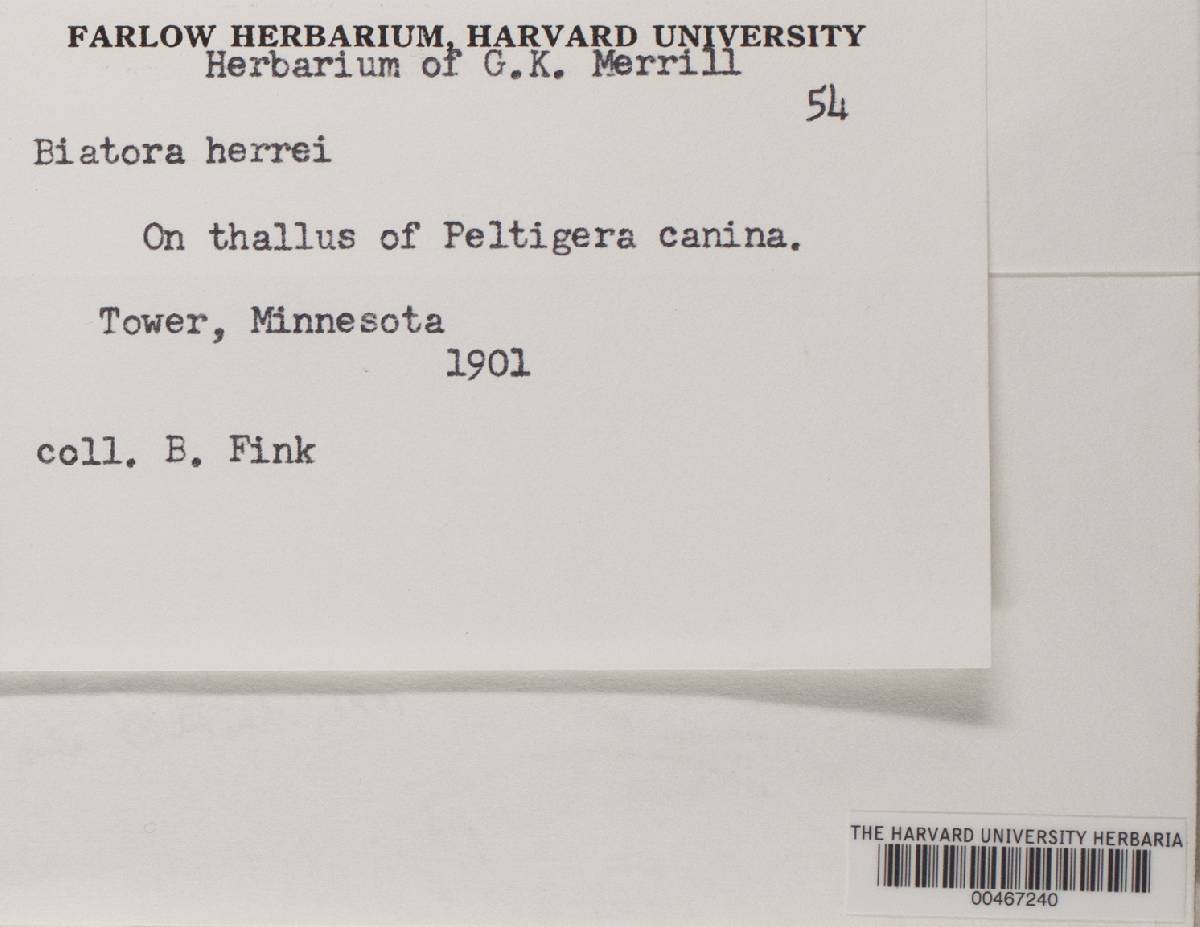 FARLOW HERBARIUM, HARVARD UNIVERSITY
Herbarium of G.K. Merrill
54
Biatora herrei
On thallus of Peltigera canina.
Tower, Minnesota
1901
coll. B. Fink
THE HARVARD UNIVERSITY HERBARIA
00467240